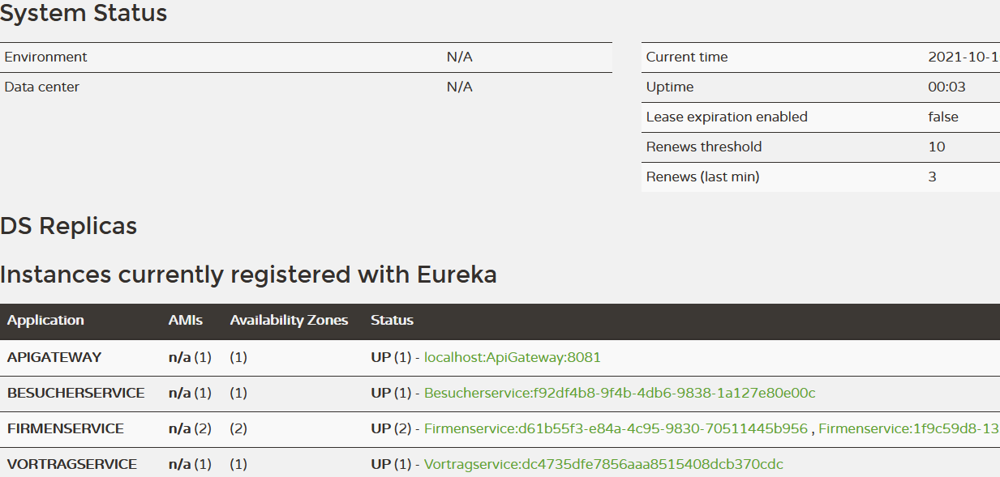 System Status
Environment N/A
Data center N/A
Current time 2021-10-1
Uptime 00:03
Lease expiration enabled false
Renews threshold 10
Renews (last min) 3
DS Replicas
Instances currently registered with Eureka
Application AMIs Availability Zones Status
APIGATEWAY n/a (1) (1) UP (1) - localhost:ApiGateway:8081
BESUCHERSERVICE n/a (1) (1) UP (1) - Besucherservice:f92df4b8-9f4b-4db6-9838-1a127e80e00c
FIRMENSERVICE n/a (2) (2) UP (2) - Firmenservice:d61b55f3-e84a-4c95-9830-70511445b956 , Firmenservice:1f9c59d8-13
VORTRAGSERVICE n/a (1) (1) UP (1) - Vortragservice:dc4735dfe7856aaa8515408dcb370cdc